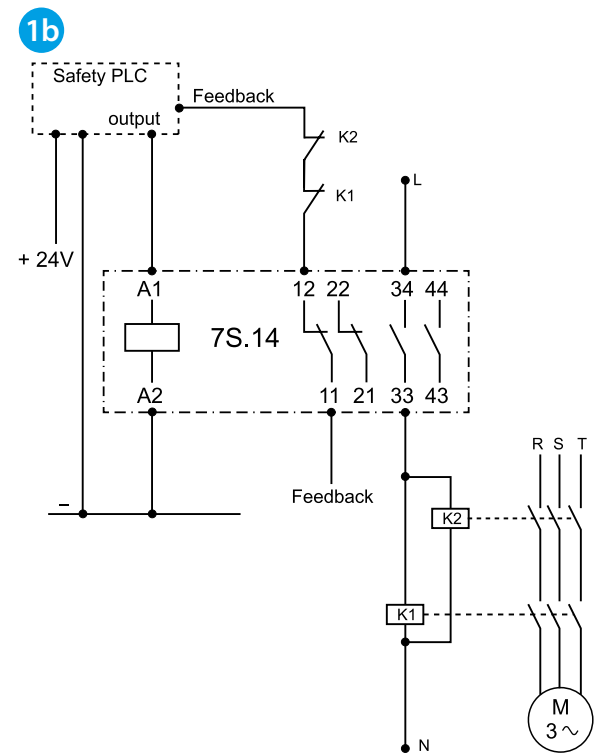 1b
Safety PLC
output
Feedback
K2
K1
L
+ 24V
A1
12 22 34 44
7S.14
A2
11 21 33 43
–
Feedback
R S T
K2
K1
M
3 ~
N